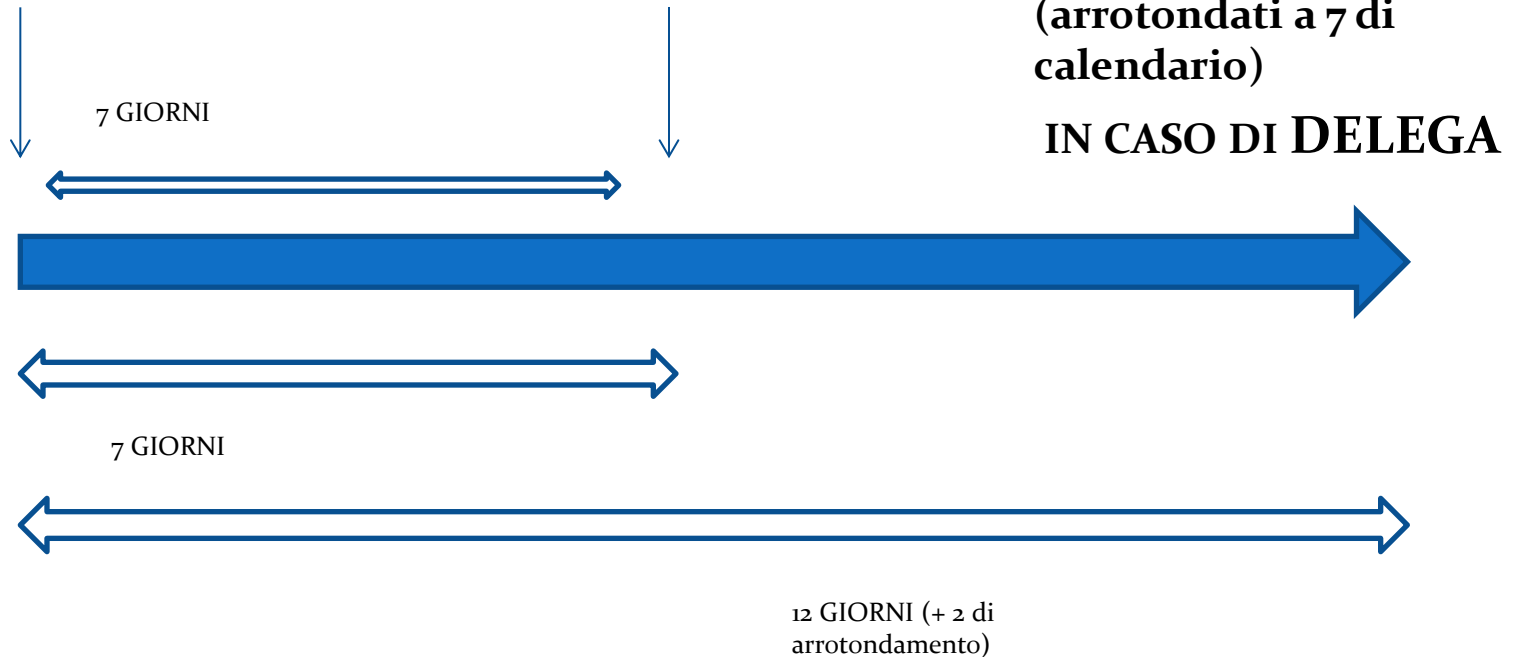 (arrotondati a 7 di
calendario)
7 GIORNI
IN CASO DI DELEGA
7 GIORNI
12 GIORNI (+ 2 di
arrotondamento)